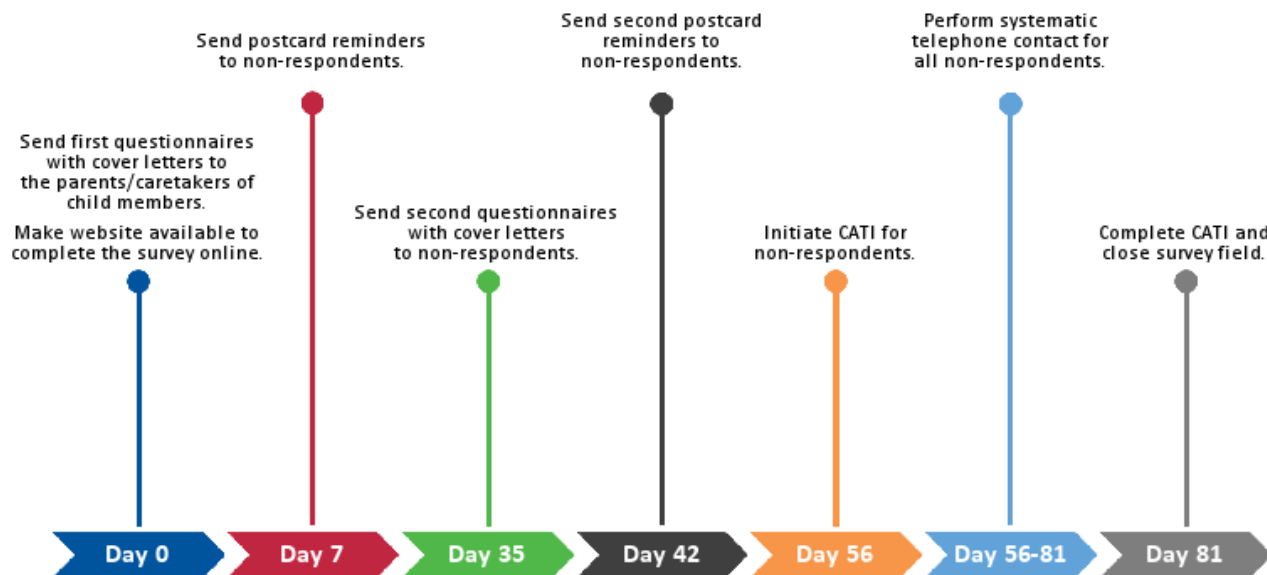 Send first questionnaires
with cover letters to
the parents/caretakers of
child members.
Make website available to
complete the survey online.
Send postcard reminders
to non-respondents.
Send second questionnaires
with cover letters
to non-respondents.
Send second postcard
reminders to
non-respondents.
Initiate CATI for
non-respondents.
Perform systematic
telephone contact for
all non-respondents.
Complete CATI and
close survey field.
Day 0
Day 7
Day 35
Day 42
Day 56
Day 56-81
Day 81